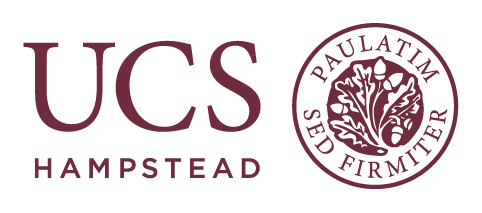 UCS
HAMPSTEAD
PAULATIM
SED FIRMITER